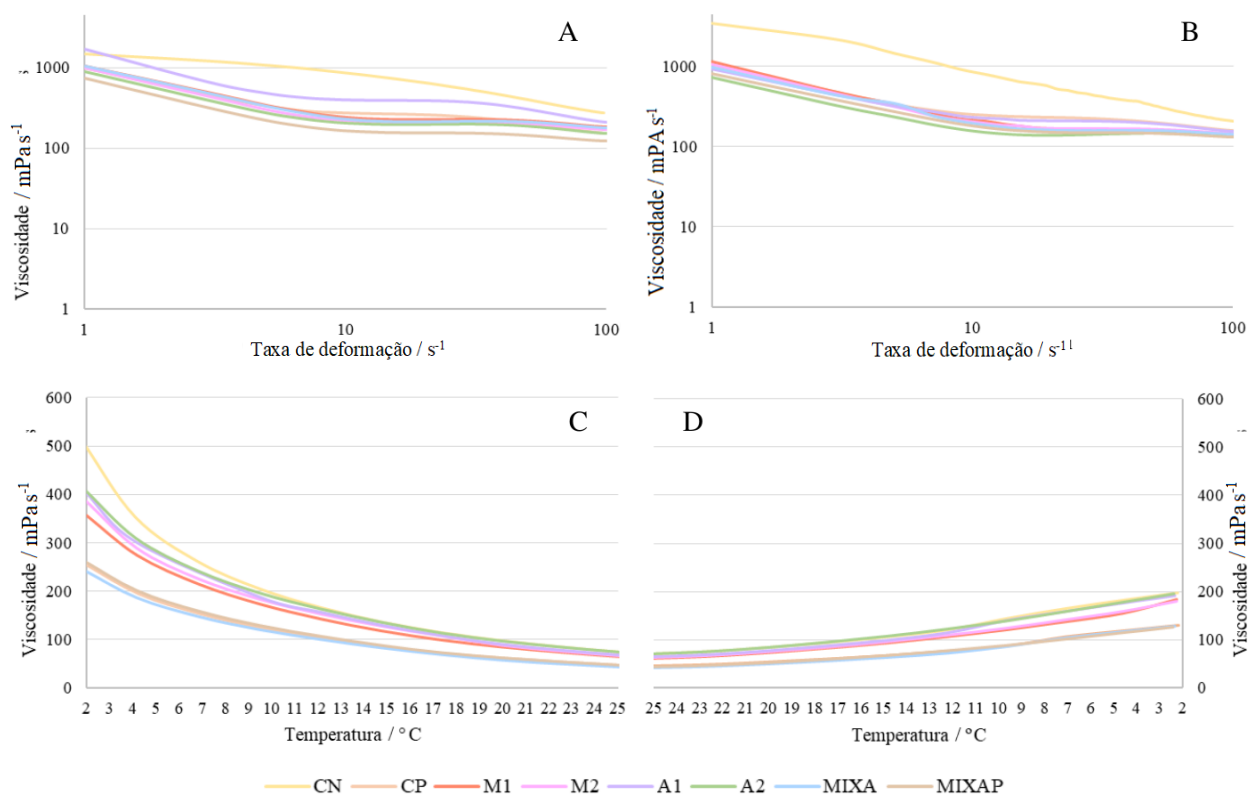 A
1000
100
10
1
1
10
100
Viscosidade / mPa s-1
Taxa de deformação / s-1
B
1000
100
10
1
1
10
100
Viscosidade / mPA s-1
Taxa de deformação / s-1 l
C
600
500
400
300
200
100
0
2 3 4 5 6 7 8 9 10 11 12 13 14 15 16 17 18 19 20 21 22 23 24 25
Viscosidade / mPa s-1
Temperatura / °C
D
600
500
400
300
200
100
0
25 24 23 22 21 20 19 18 17 16 15 14 13 12 11 10 9 8 7 6 5 4 3 2
Viscosidade / mPa s-1
Temperatura / °C
CN CP M1 M2 A1 A2 MIXA MIXAP